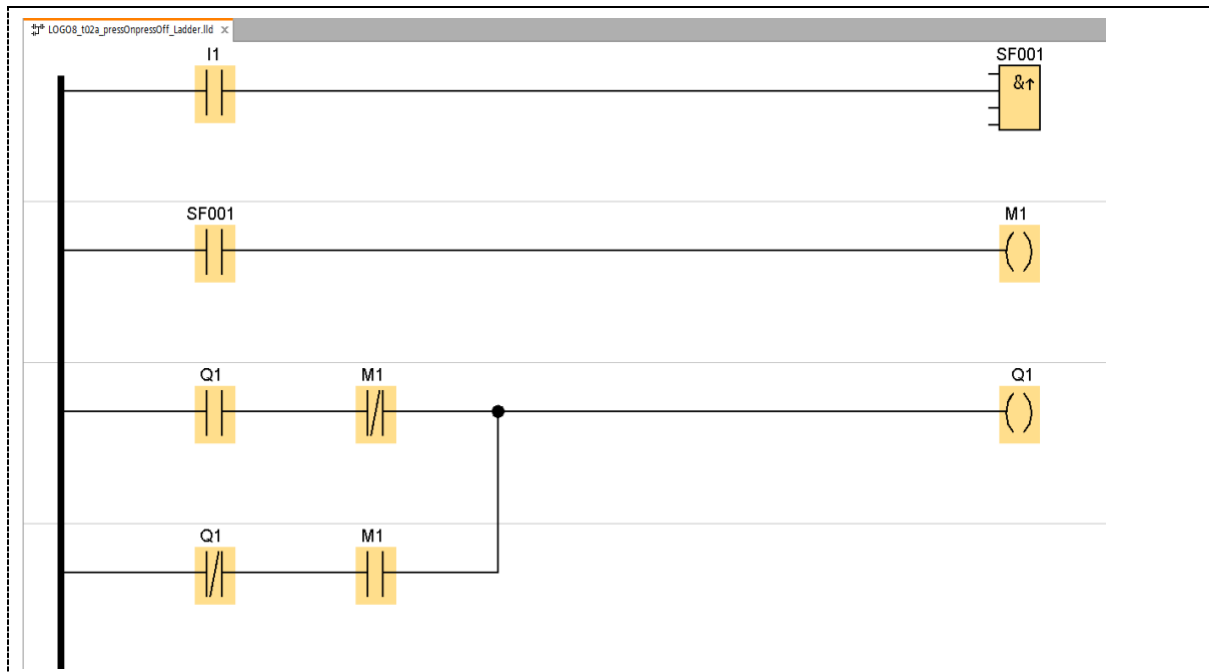 LOGO8_t02a_pressOnpressOff_Ladder.lld x
I1 SF001
&↑
SF001 M1
Q1 M1 Q1
Q1 M1